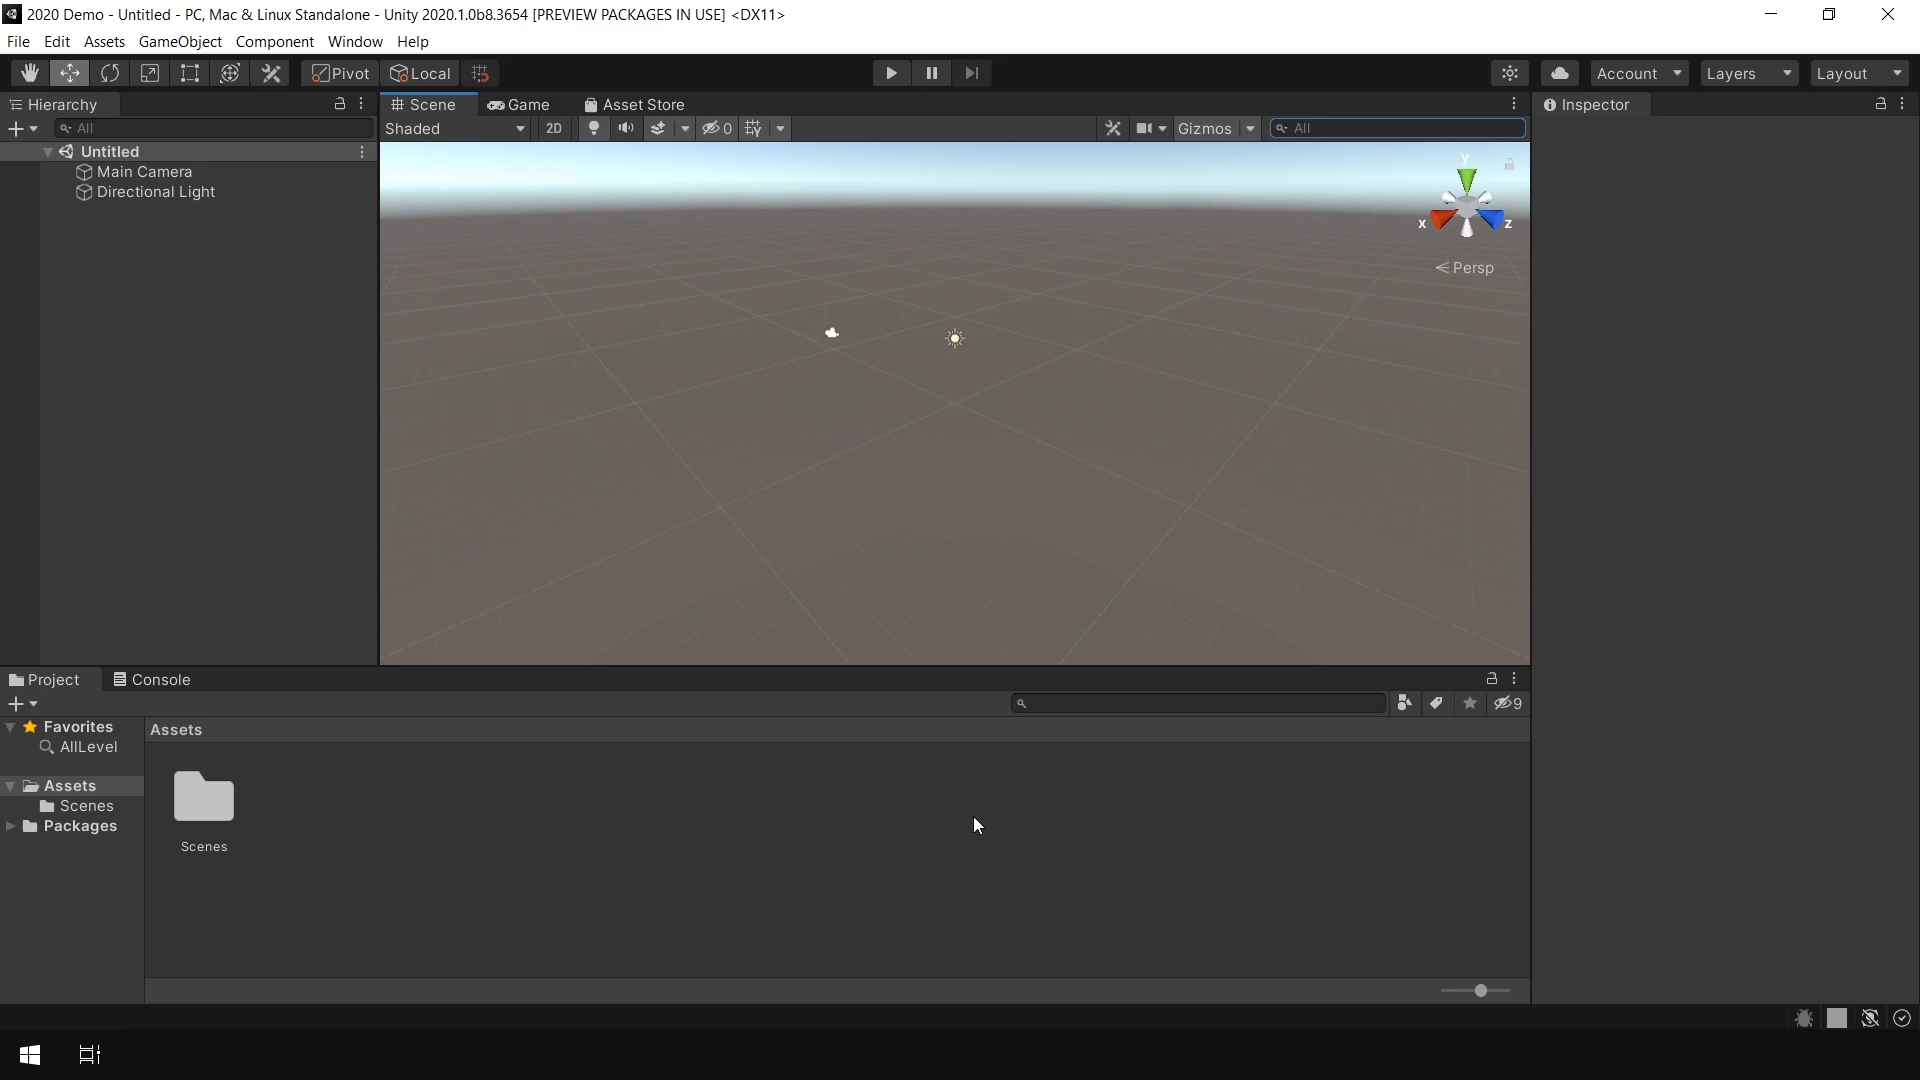 2020 Demo - Untitled - PC, Mac & Linux Standalone - Unity 2020.1.0b8.3654 [PREVIEW PACKAGES IN USE] <DX11>
File Edit Assets GameObject Component Window Help
Pivot Local Account Layers Layout
Hierarchy
All
Untitled
Main Camera
Directional Light
Scene Game Asset Store
Shaded 2D 0 Gizmos All
y
x z
Persp
Inspector
Project Console
9
Favorites
AllLevel
Assets
Scenes
Packages
Assets
Scenes